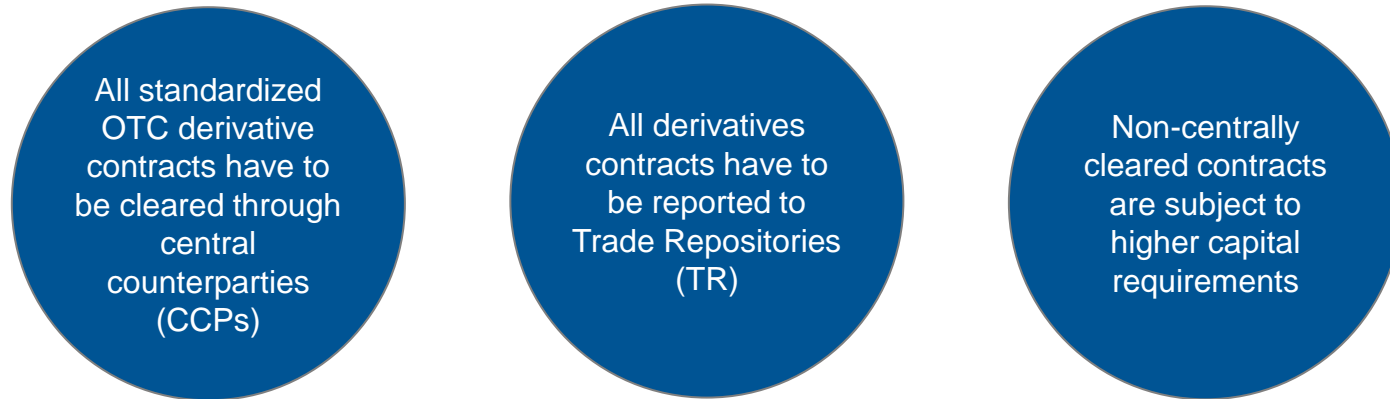 All standardized
OTC derivative
contracts have to
be cleared through
central
counterparties
(CCPs)
All derivatives
contracts have to
be reported to
Trade Repositories
(TR)
Non-centrally
cleared contracts
are subject to
higher capital
requirements